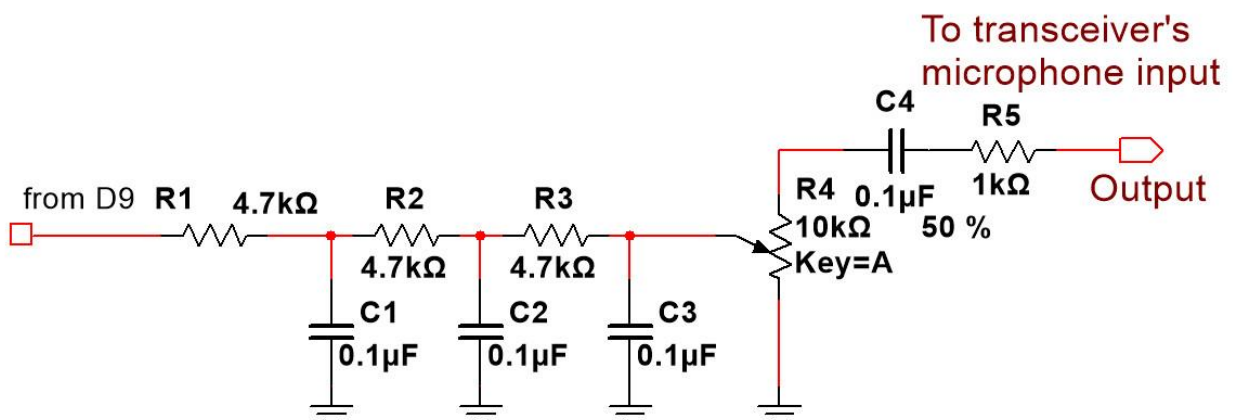 To transceiver's
microphone input
C4
R5
from D9
R1
4.7kΩ
R2
R3
R4
0.1µF
1kΩ
Output
10kΩ
50 %
4.7kΩ
4.7kΩ
Key=A
C1
C2
C3
0.1µF
0.1µF
0.1µF